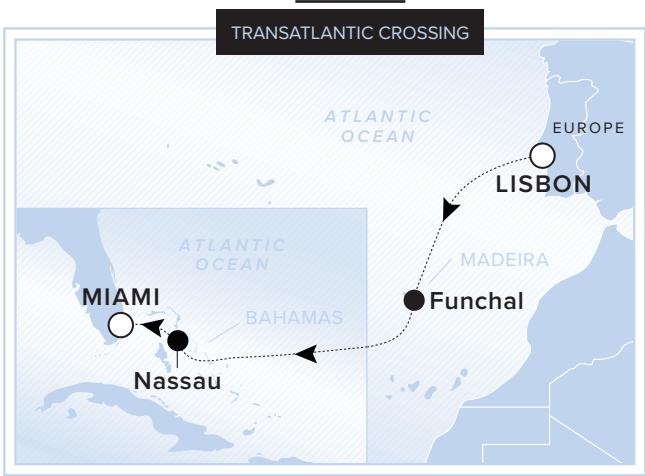 TRANSATLANTIC CROSSING
ATLANTIC
OCEAN
EUROPE
LISBON
MADEIRA
Funchal
ATLANTIC
OCEAN
MIAMI
BAHAMAS
Nassau